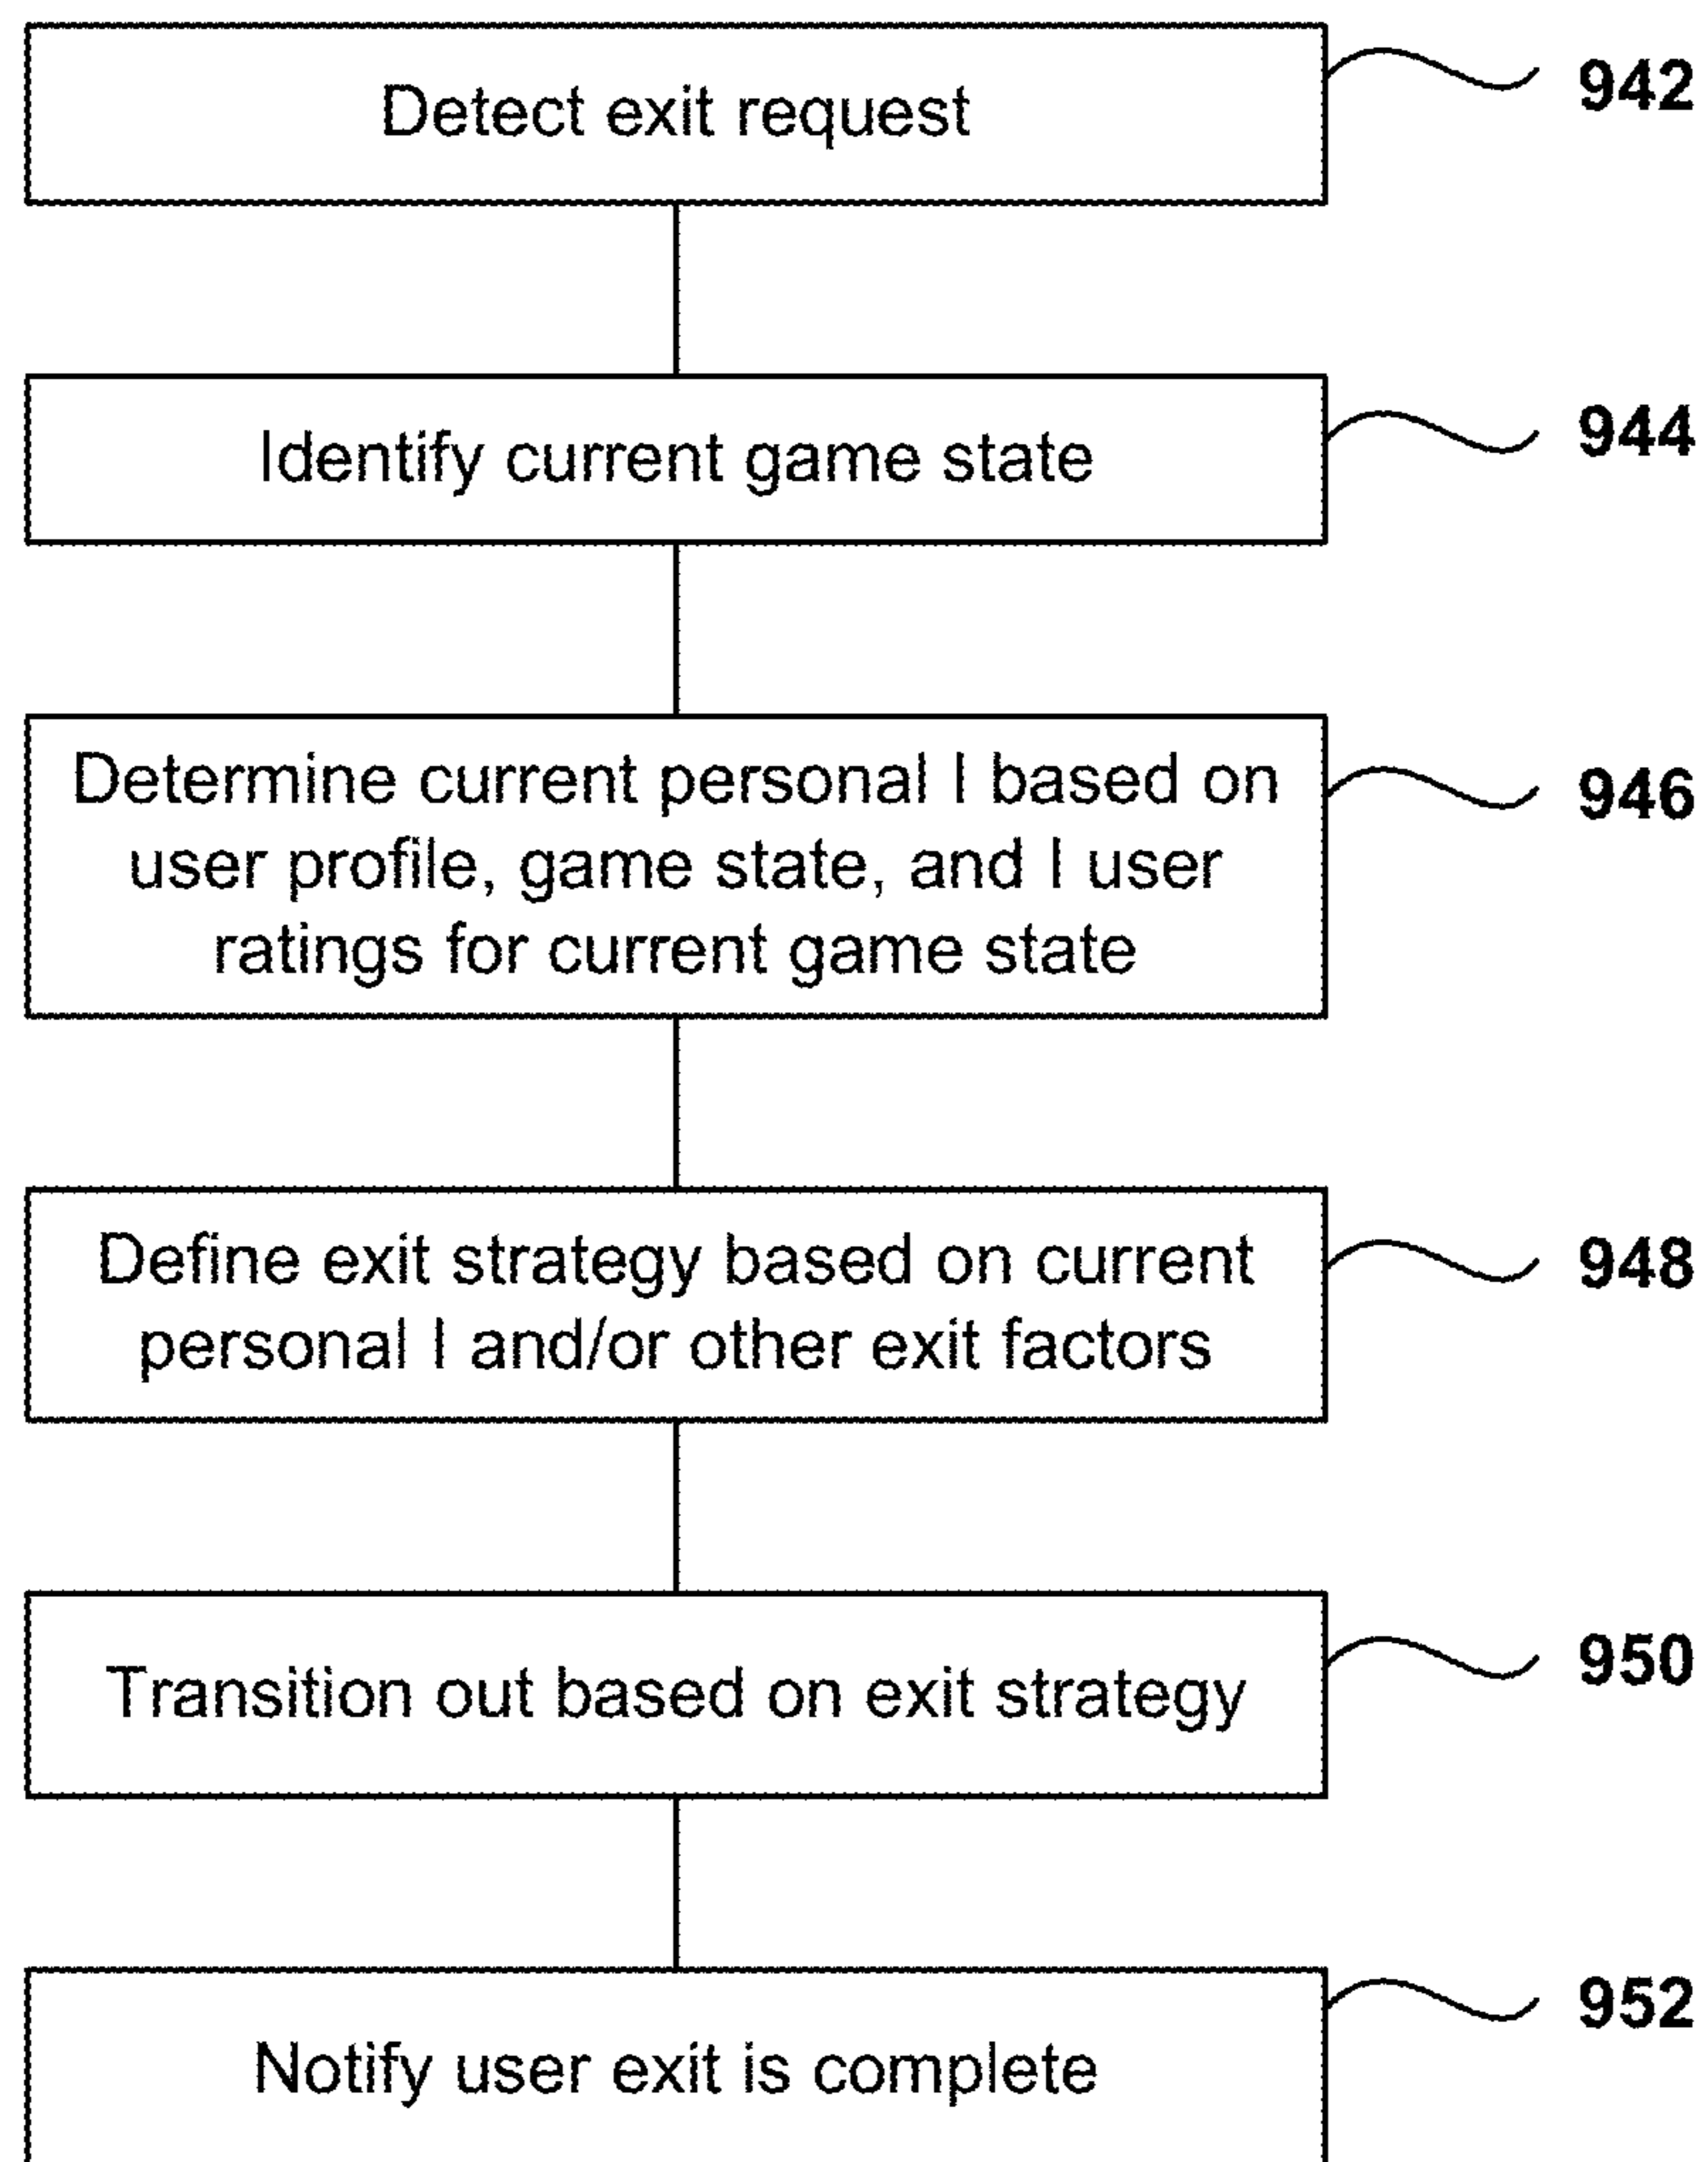 Detect exit request
942
Identify current game state
944
Determine current personal I based on
user profile, game state, and I user
ratings for current game state
946
Define exit strategy based on current
personal I and/or other exit factors
948
Transition out based on exit strategy
950
Notify user exit is complete
952